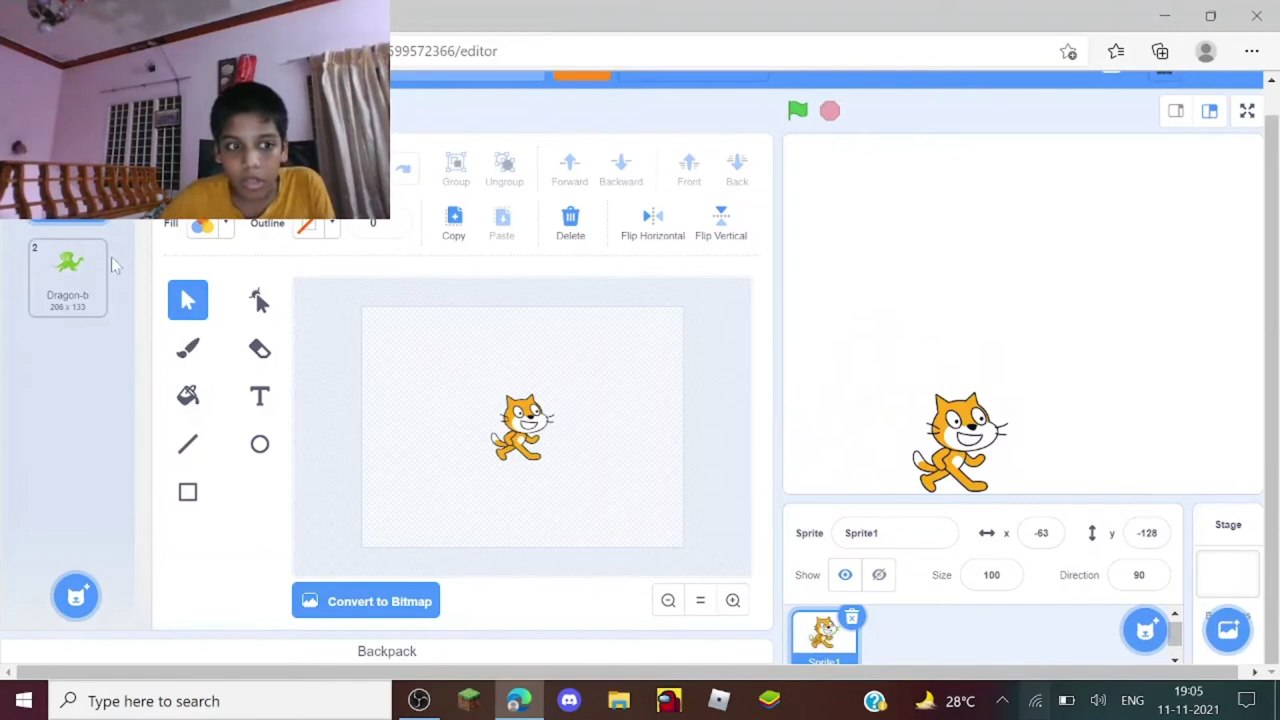 599572366/editor
Group
Ungroup
Forward
Backward
Front
Back
Fill
Outline
0
Copy
Paste
Delete
Flip Horizontal
Flip Vertical
2
Dragon-b
206 x 133
Convert to Bitmap
Backpack
Sprite
Sprite1
x
-63
y
-128
Show
Size
100
Direction
90
Stage
Sprite1
Type here to search
28°C
ENG
19:05
11-11-2021